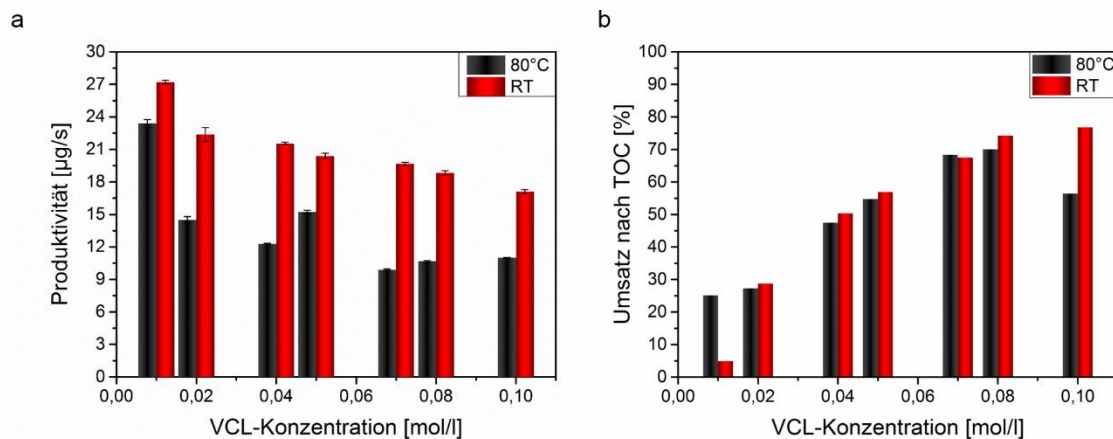 a
30
27
24
21
18
15
12
9
6
3
0
Produktivität [µg/s]
80°C
RT
0,00 0,02 0,04 0,06 0,08 0,10
VCL-Konzentration [mol/l]
b
100
90
80
70
60
50
40
30
20
10
0
Umsatz nach TOC [%]
80°C
RT
0,00 0,02 0,04 0,06 0,08 0,10
VCL-Konzentration [mol/l]